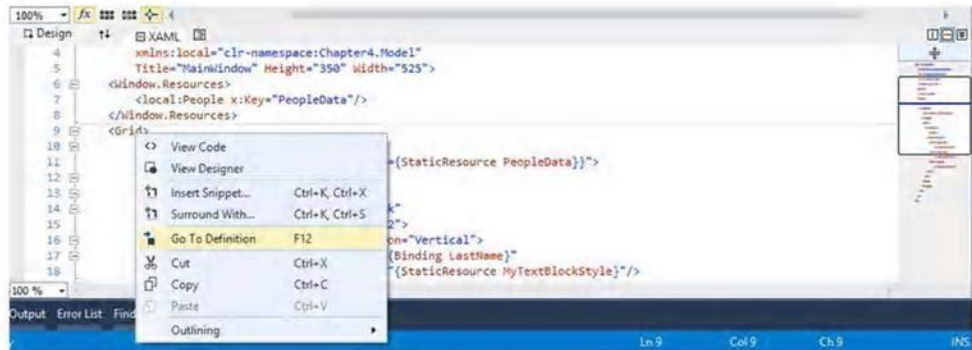 100%
fx
Design
XAML
4 xmlns:local="clr-namespace:Chapter4.Model"
5 Title="MainWindow" Height="350" Width="525">
6 <Window.Resources>
7 <local:People x:Key="PeopleData"/>
8 </Window.Resources>
9 <Grid>
10
11 ={StaticResource PeopleData}}">
12
13
14 k"
15 2">
16 on="Vertical">
17 {Binding LastName}"
18 "{StaticResource MyTextBlockStyle}"/>
View Code
View Designer
Insert Snippet... Ctrl+K, Ctrl+X
Surround With... Ctrl+K, Ctrl+S
Go To Definition F12
Cut Ctrl+X
Copy Ctrl+C
Paste Ctrl+V
Outlining
100 %
Output Error List Find
Ln 9 Col 9 Ch 9 INS